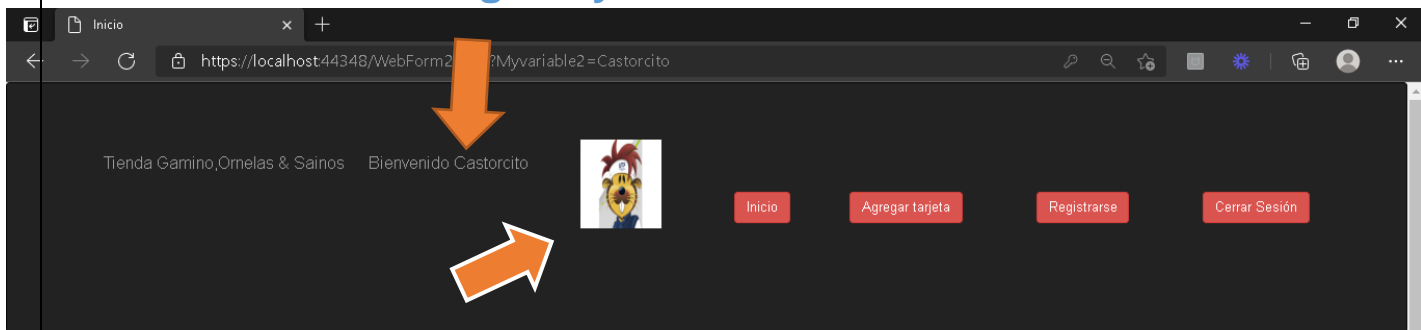 Inicio
https://localhost:44348/WebForm2 ?Myvariable2=Castorcito
Tienda Gamino,Ornelas & Sainos Bienvenido Castorcito
Inicio Agregar tarjeta Registrarse Cerrar Sesión